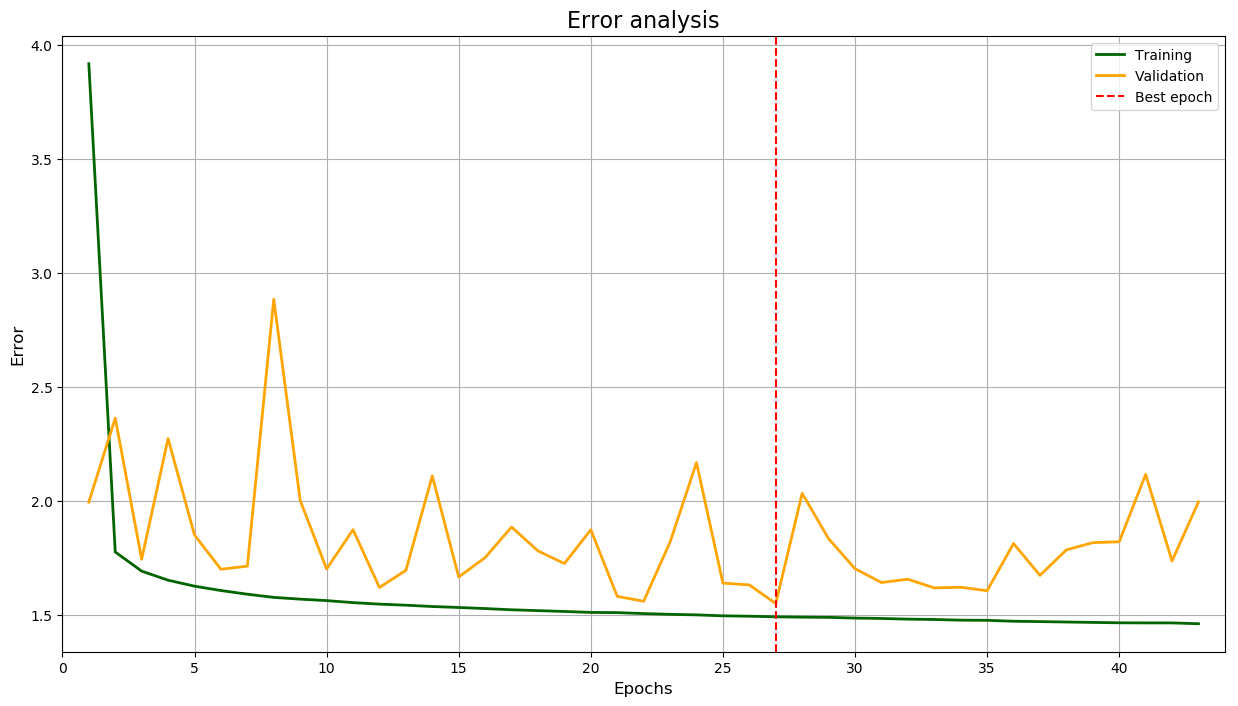 Error analysis
Training
Validation
Best epoch
4.0
3.5
3.0
2.5
2.0
1.5
Error
0 5 10 15 20 25 30 35 40
Epochs